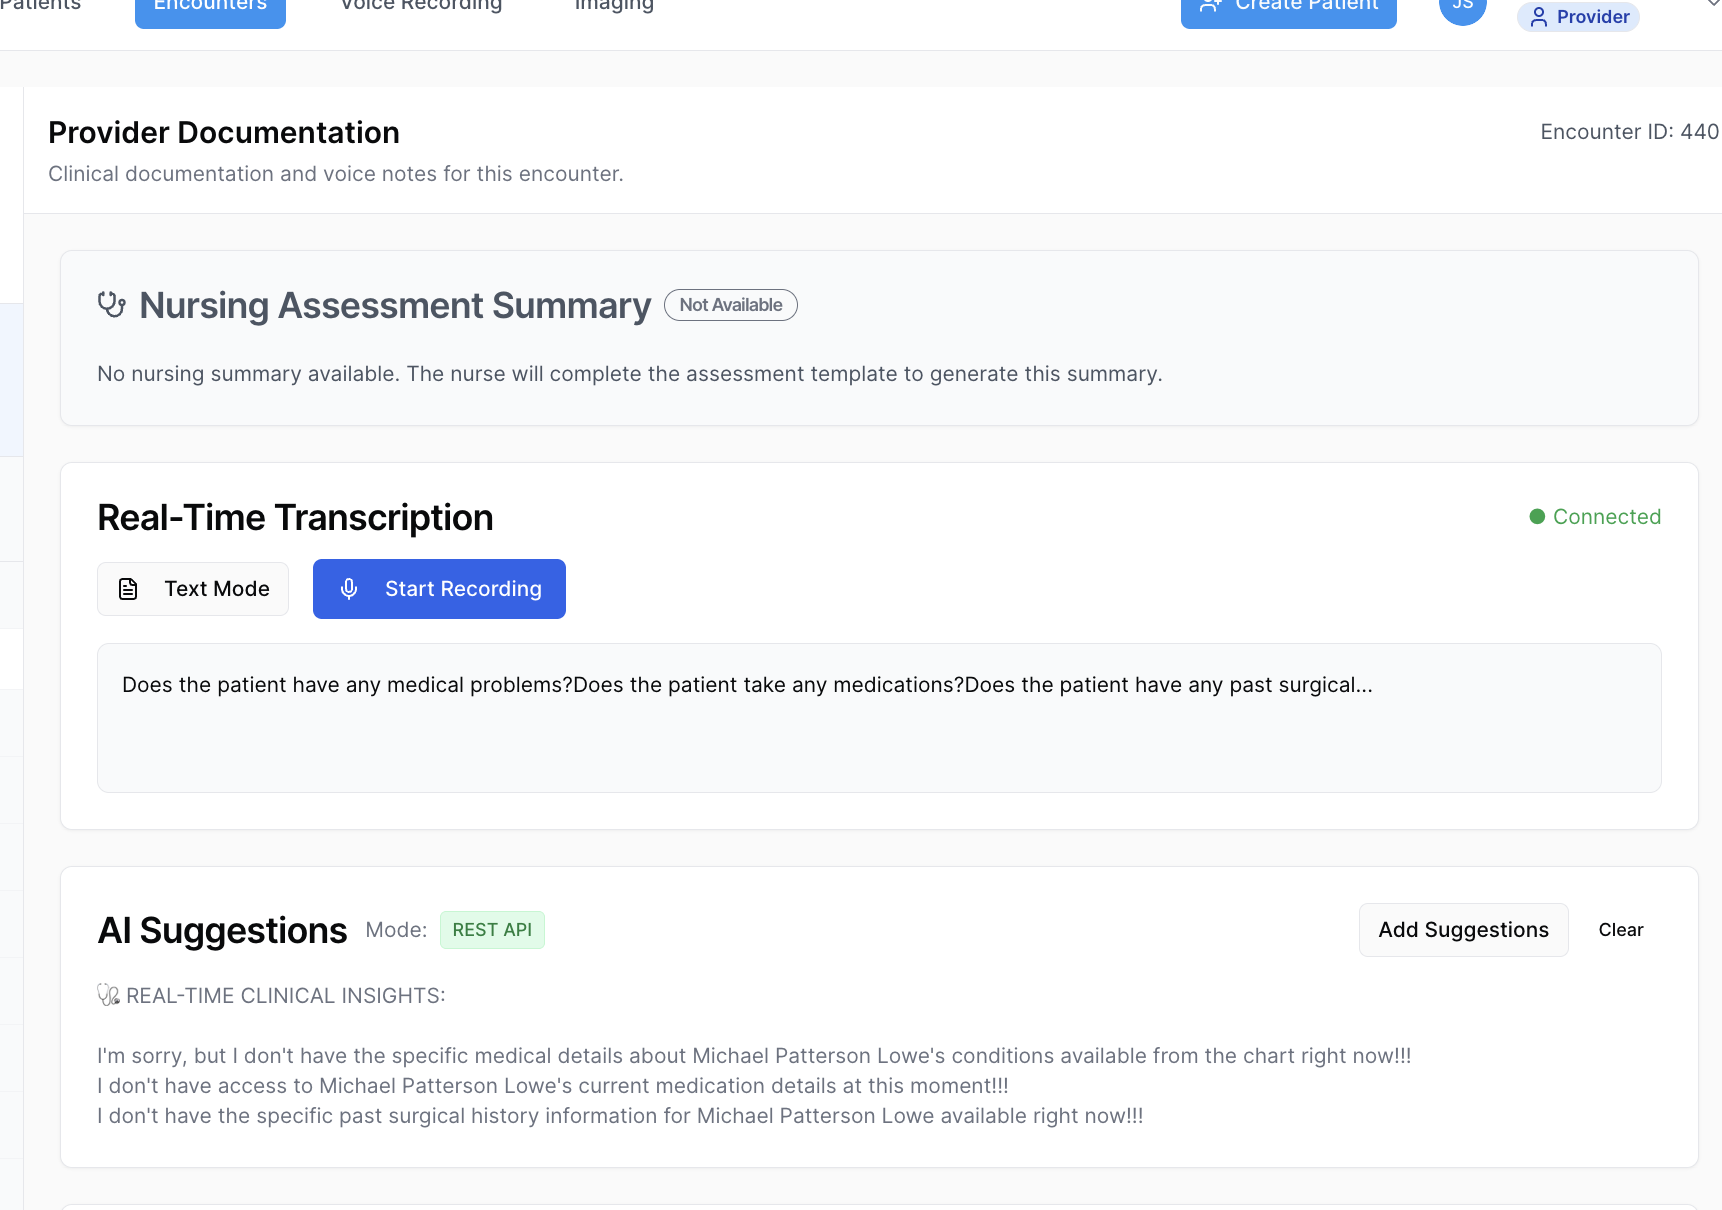 Patients Encounters Voice Recording Imaging Create Patient JS
Provider
Provider Documentation
Encounter ID: 440
Clinical documentation and voice notes for this encounter.
Nursing Assessment Summary Not Available
No nursing summary available. The nurse will complete the assessment template to generate this summary.
Real-Time Transcription
Connected
Text Mode Start Recording
Does the patient have any medical problems?Does the patient take any medications?Does the patient have any past surgical...
AI Suggestions Mode: REST API Add Suggestions Clear
REAL-TIME CLINICAL INSIGHTS:
I'm sorry, but I don't have the specific medical details about Michael Patterson Lowe's conditions available from the chart right now!!!
I don't have access to Michael Patterson Lowe's current medication details at this moment!!!
I don't have the specific past surgical history information for Michael Patterson Lowe available right now!!!